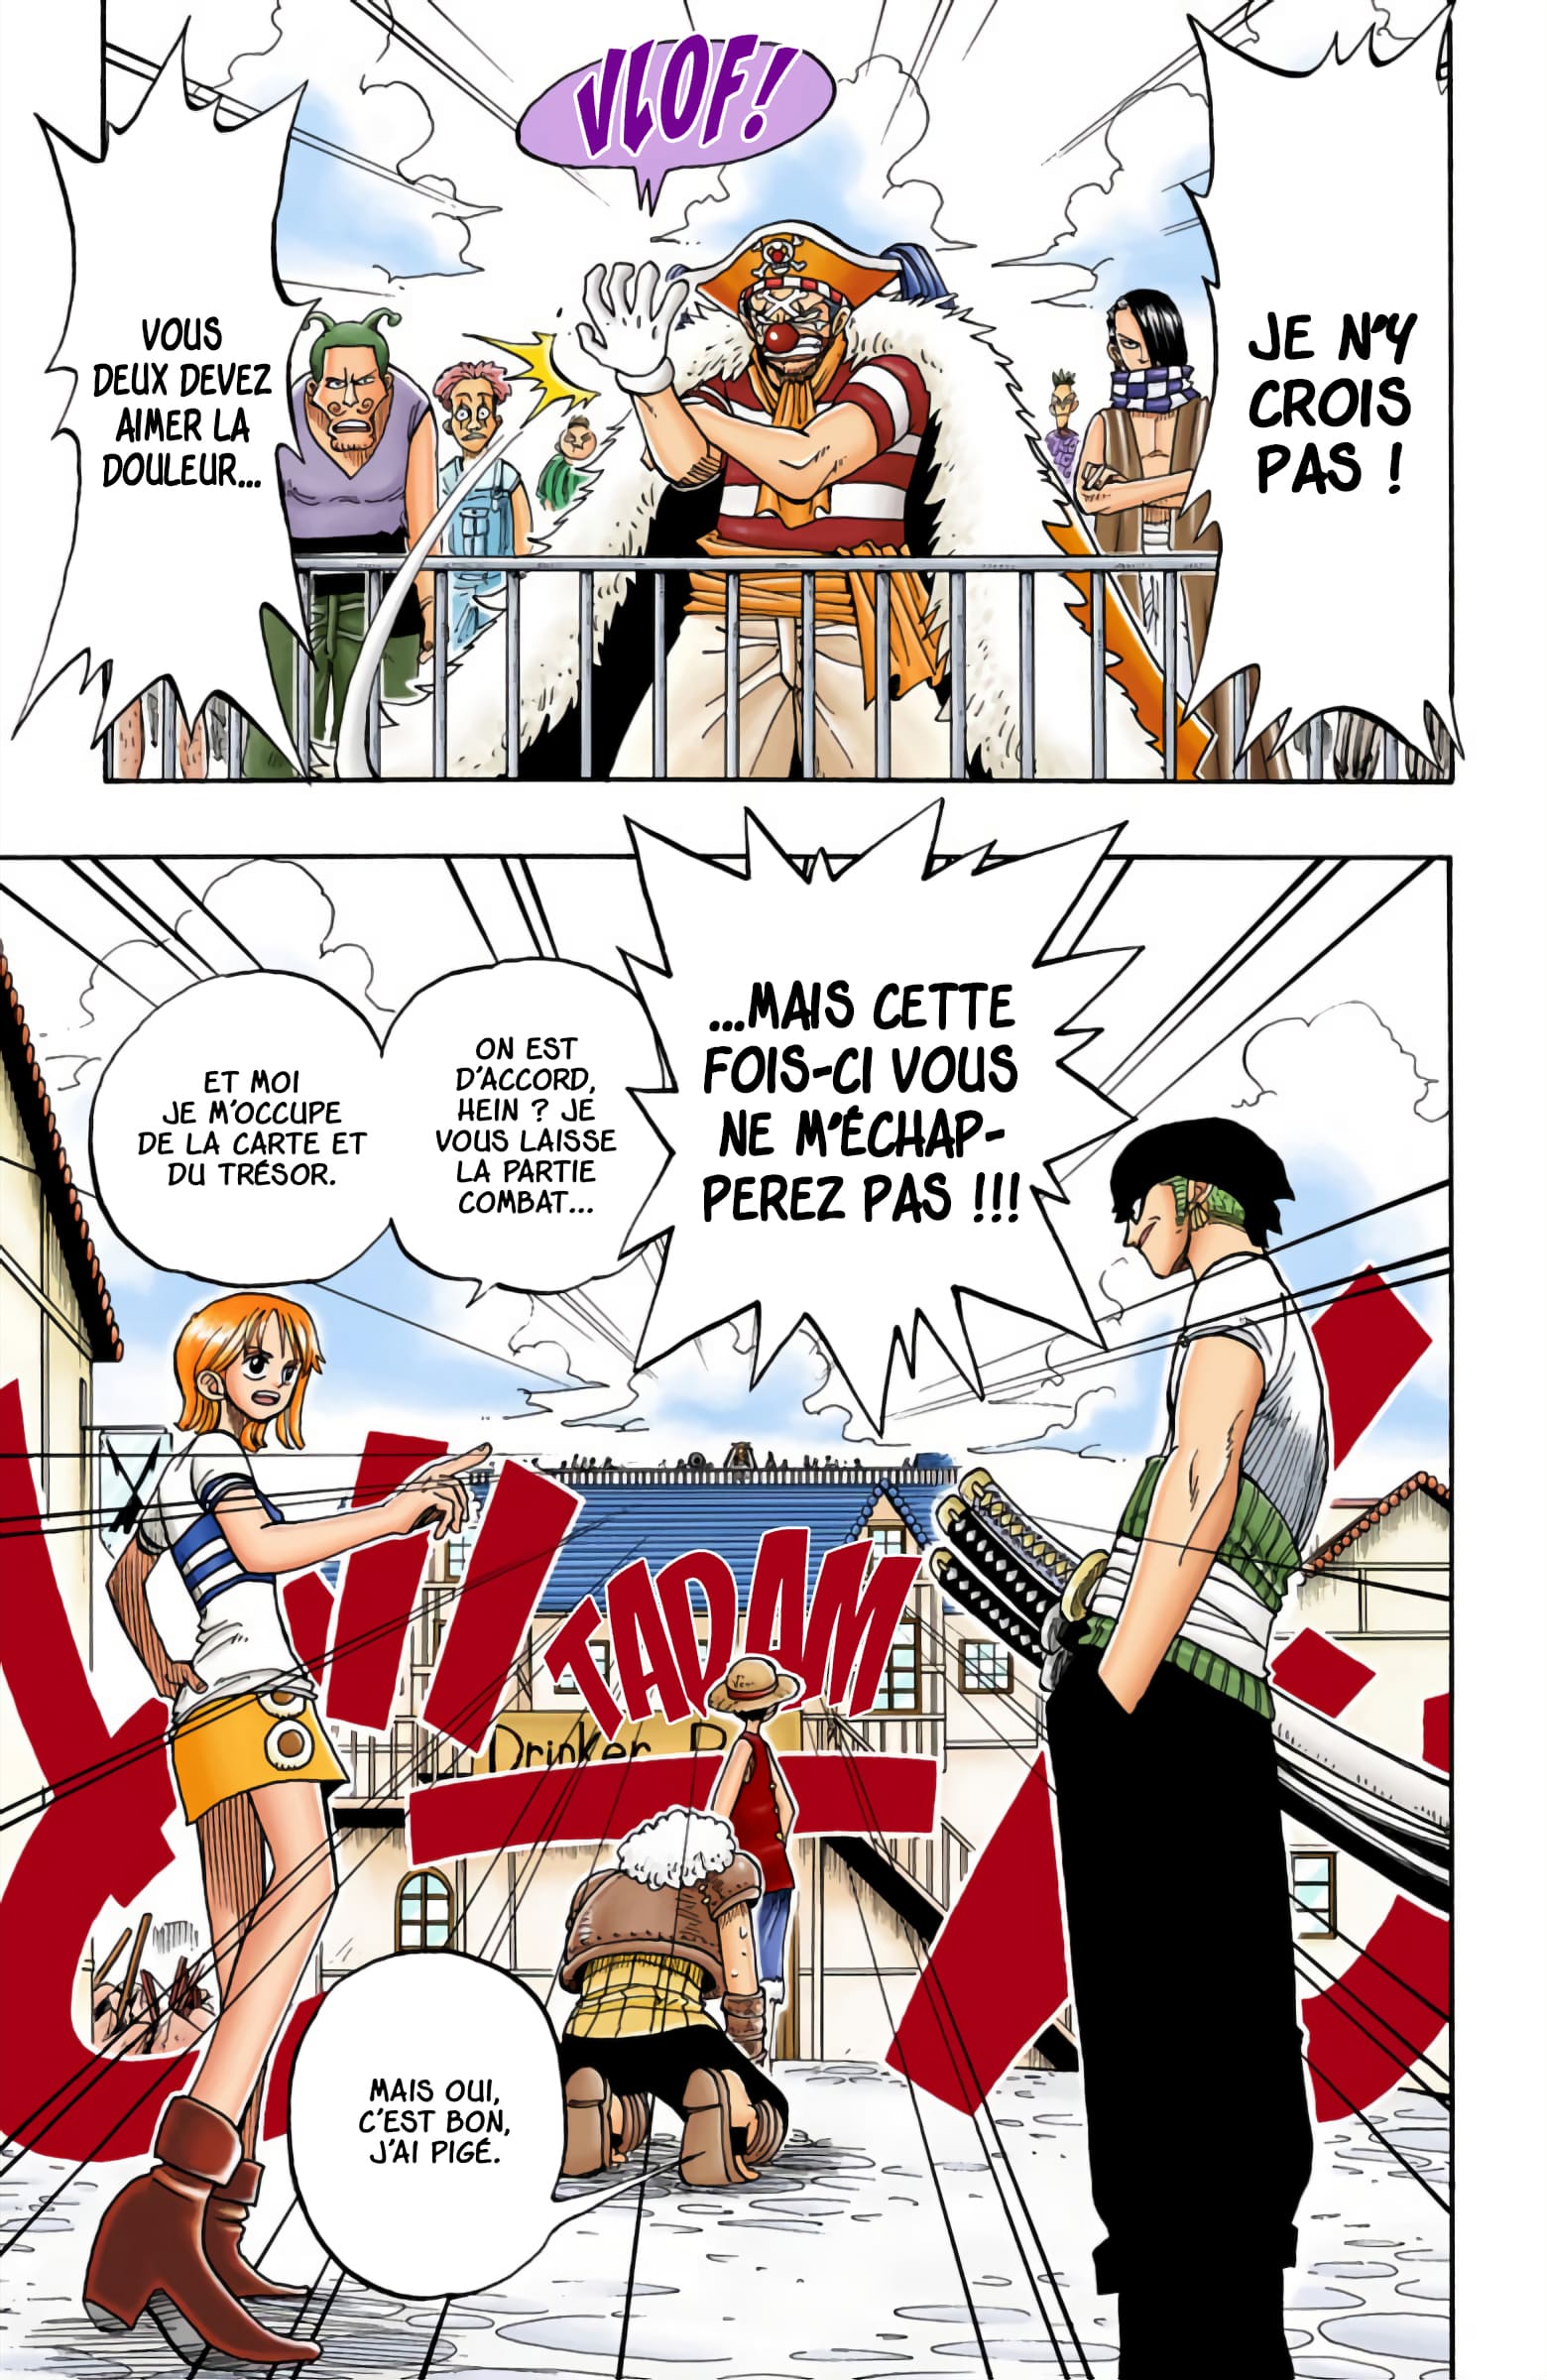 VLOF!
JE N'Y
CROIS
PAS !
VOUS
DEUX DEVEZ
AIMER LA
DOULEUR...
...MAIS CETTE
FOIS-CI VOUS
NE M'ÉCHAP-
PEREZ PAS !!!
ON EST
D'ACCORD,
HEIN ? JE
VOUS LAISSE
LA PARTIE
COMBAT...
ET MOI
JE M'OCCUPE
DE LA CARTE ET
DU TRÉSOR.
TADAM
Drinker
MAIS OUI,
C'EST BON,
J'AI PIGÉ.